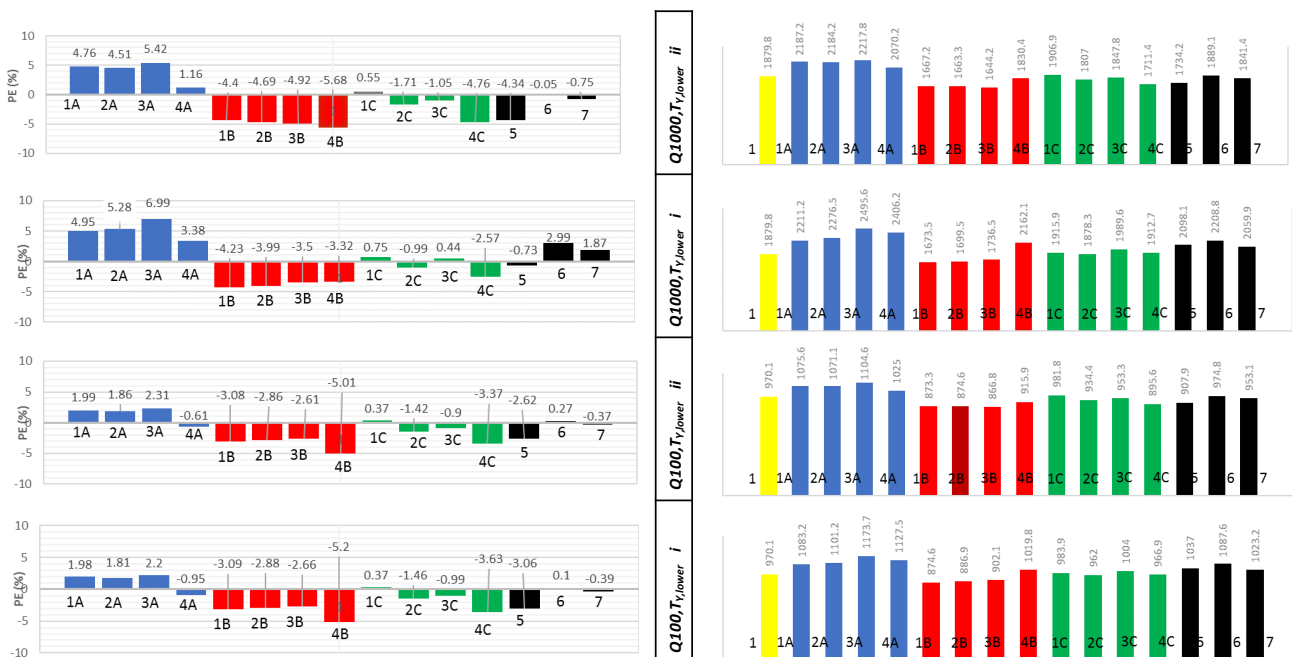 10
5
0
-5
-10
PE (%)
4.76 4.51 5.42 1.16 -4.4 -4.69 -4.92 -5.68 0.55 -1.71 -1.05 -4.76 -4.34 -0.05 -0.75
1A 2A 3A 4A 1B 2B 3B 4B 1C 2C 3C 4C 5 6 7
Q1000,TY,lower ii
1879.8 2187.2 2184.2 2217.8 2070.2 1667.2 1663.3 1644.2 1830.4 1906.9 1807 1847.8 1711.4 1734.2 1889.1 1841.4
1 1A 2A 3A 4A 1B 2B 3B 4B 1C 2C 3C 4C 5 6 7
10
5
0
-5
-10
PE (%)
4.95 5.28 6.99 3.38 -4.23 -3.99 -3.5 -3.32 0.75 -0.99 0.44 -2.57 -0.73 2.99 1.87
1A 2A 3A 4A 1B 2B 3B 4B 1C 2C 3C 4C 5 6 7
Q1000,TY,lower i
1879.8 2211.2 2276.5 2495.6 2406.2 1673.5 1699.5 1736.5 2162.1 1915.9 1878.3 1989.6 1912.7 2098.1 2208.8 2059.9
1 1A 2A 3A 4A 1B 2B 3B 4B 1C 2C 3C 4C 5 6 7
10
5
0
-5
-10
PE (%)
1.99 1.86 2.31 -0.61 -3.08 -2.86 -2.61 -5.01 0.37 -1.42 -0.9 -3.37 -2.62 0.27 -0.37
1A 2A 3A 4A 1B 2B 3B 4B 1C 2C 3C 4C 5 6 7
Q100,TY,lower ii
970.1 1075.6 1071.1 1104.6 1025 873.3 874.6 866.8 915.9 981.8 934.4 953.3 895.6 907.9 974.8 953.1
1 1A 2A 3A 4A 1B 2B 3B 4B 1C 2C 3C 4C 5 6 7
10
5
0
-5
-10
PE (%)
1.98 1.81 2.2 -0.95 -3.09 -2.88 -2.66 -5.2 0.37 -1.46 -0.99 -3.63 -3.06 0.1 -0.39
1A 2A 3A 4A 1B 2B 3B 4B 1C 2C 3C 4C 5 6 7
Q100,TY,lower i
970.1 1083.2 1101.2 1173.7 1127.5 874.6 886.9 902.1 1019.8 983.9 962 1004 966.9 1037 1087.6 1023.2
1 1A 2A 3A 4A 1B 2B 3B 4B 1C 2C 3C 4C 5 6 7